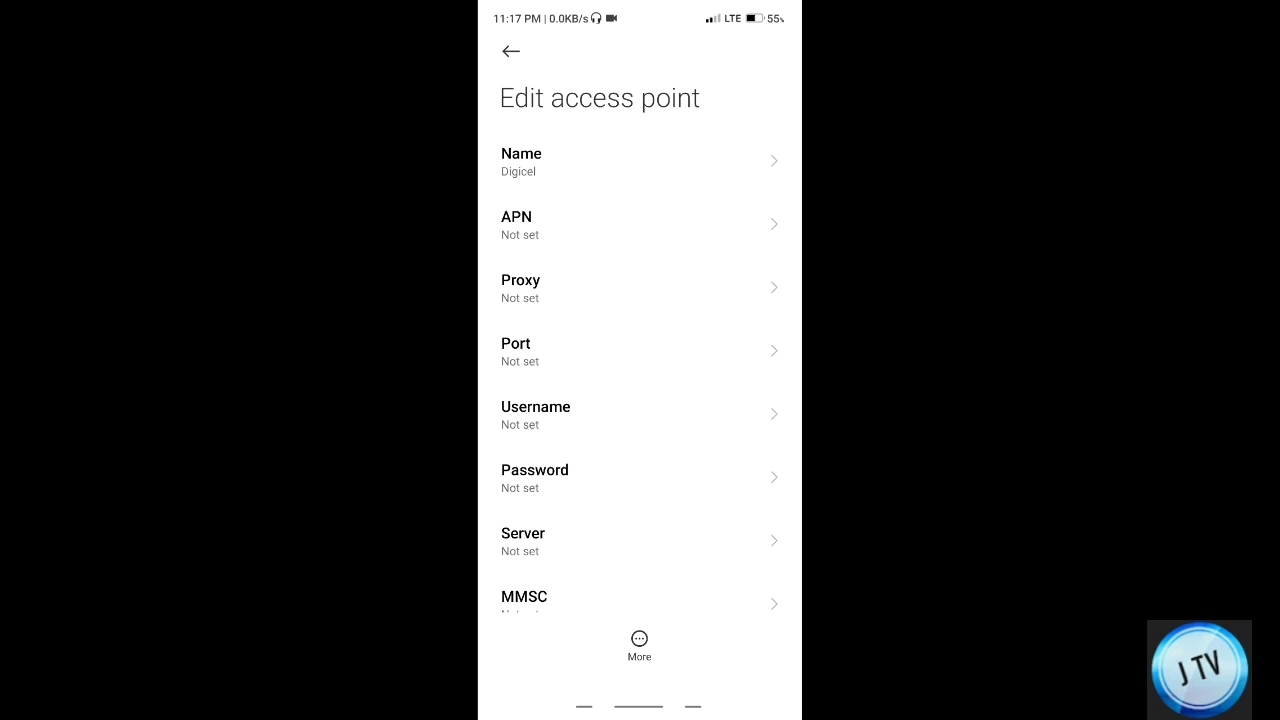 11:17 PM | 0.0KB/s LTE 55%
Edit access point
Name
Digicel
APN
Not set
Proxy
Not set
Port
Not set
Username
Not set
Password
Not set
Server
Not set
MMSC
More
J TV